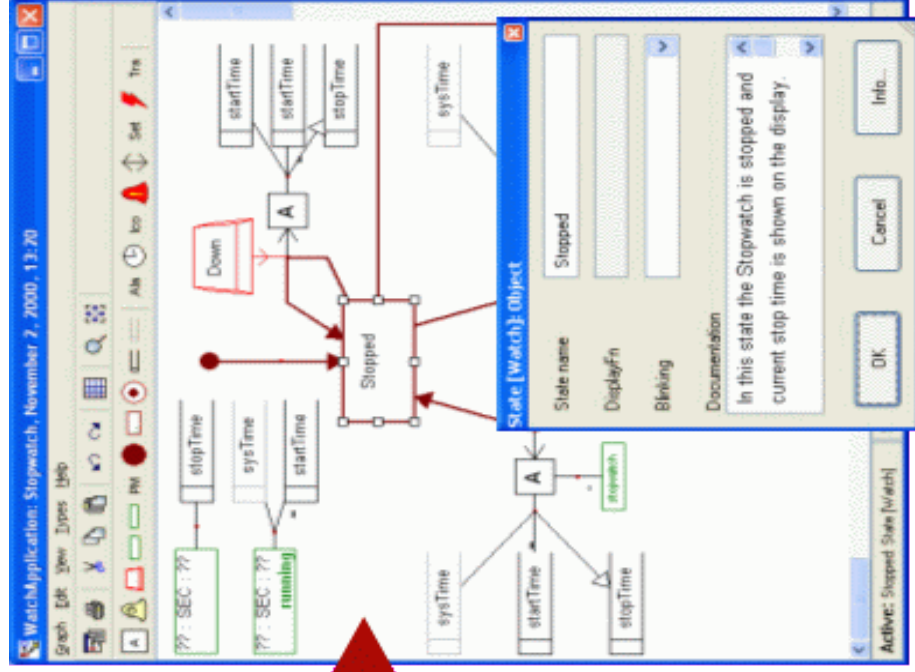 WatchApplication: Stopwatch, November 2, 2000, 13:20
Graph Edit View Types Help
A PM Ala Ico Set Tra
?? : SEC : ??
stopTime
?? : SEC : ??
running
sysTime
startTime
Down
A
startTime
startTime
stopTime
Stopped
sysTime
sysTime
startTime
stopTime
A
stopwatch
State [Watch]: Object
State name
Stopped
DisplayFn
Blinking
Documentation
In this state the Stopwatch is stopped and
current stop time is shown on the display.
OK
Cancel
Info...
Active: Stopped: State [Watch]